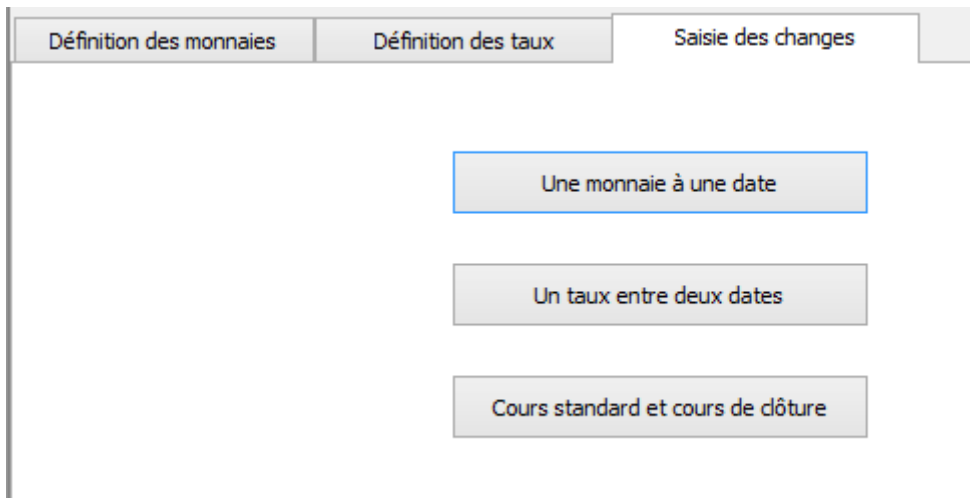 Définition des monnaies
Définition des taux
Saisie des changes
Une monnaie à une date
Un taux entre deux dates
Cours standard et cours de clôture